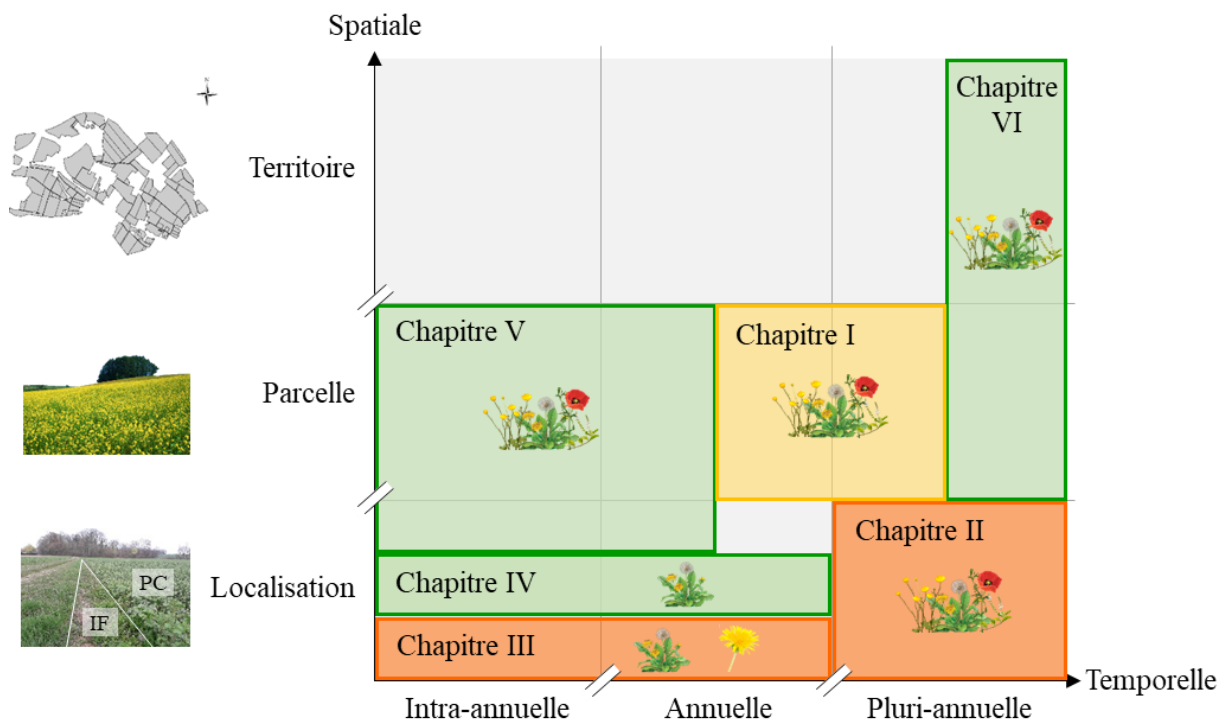 Spatiale
N
Territoire
Parcelle
Localisation
PC
IF
Chapitre
VI
Chapitre V
Chapitre I
Chapitre II
Chapitre IV
Chapitre III
Temporelle
Intra-annuelle
Annuelle
Pluri-annuelle